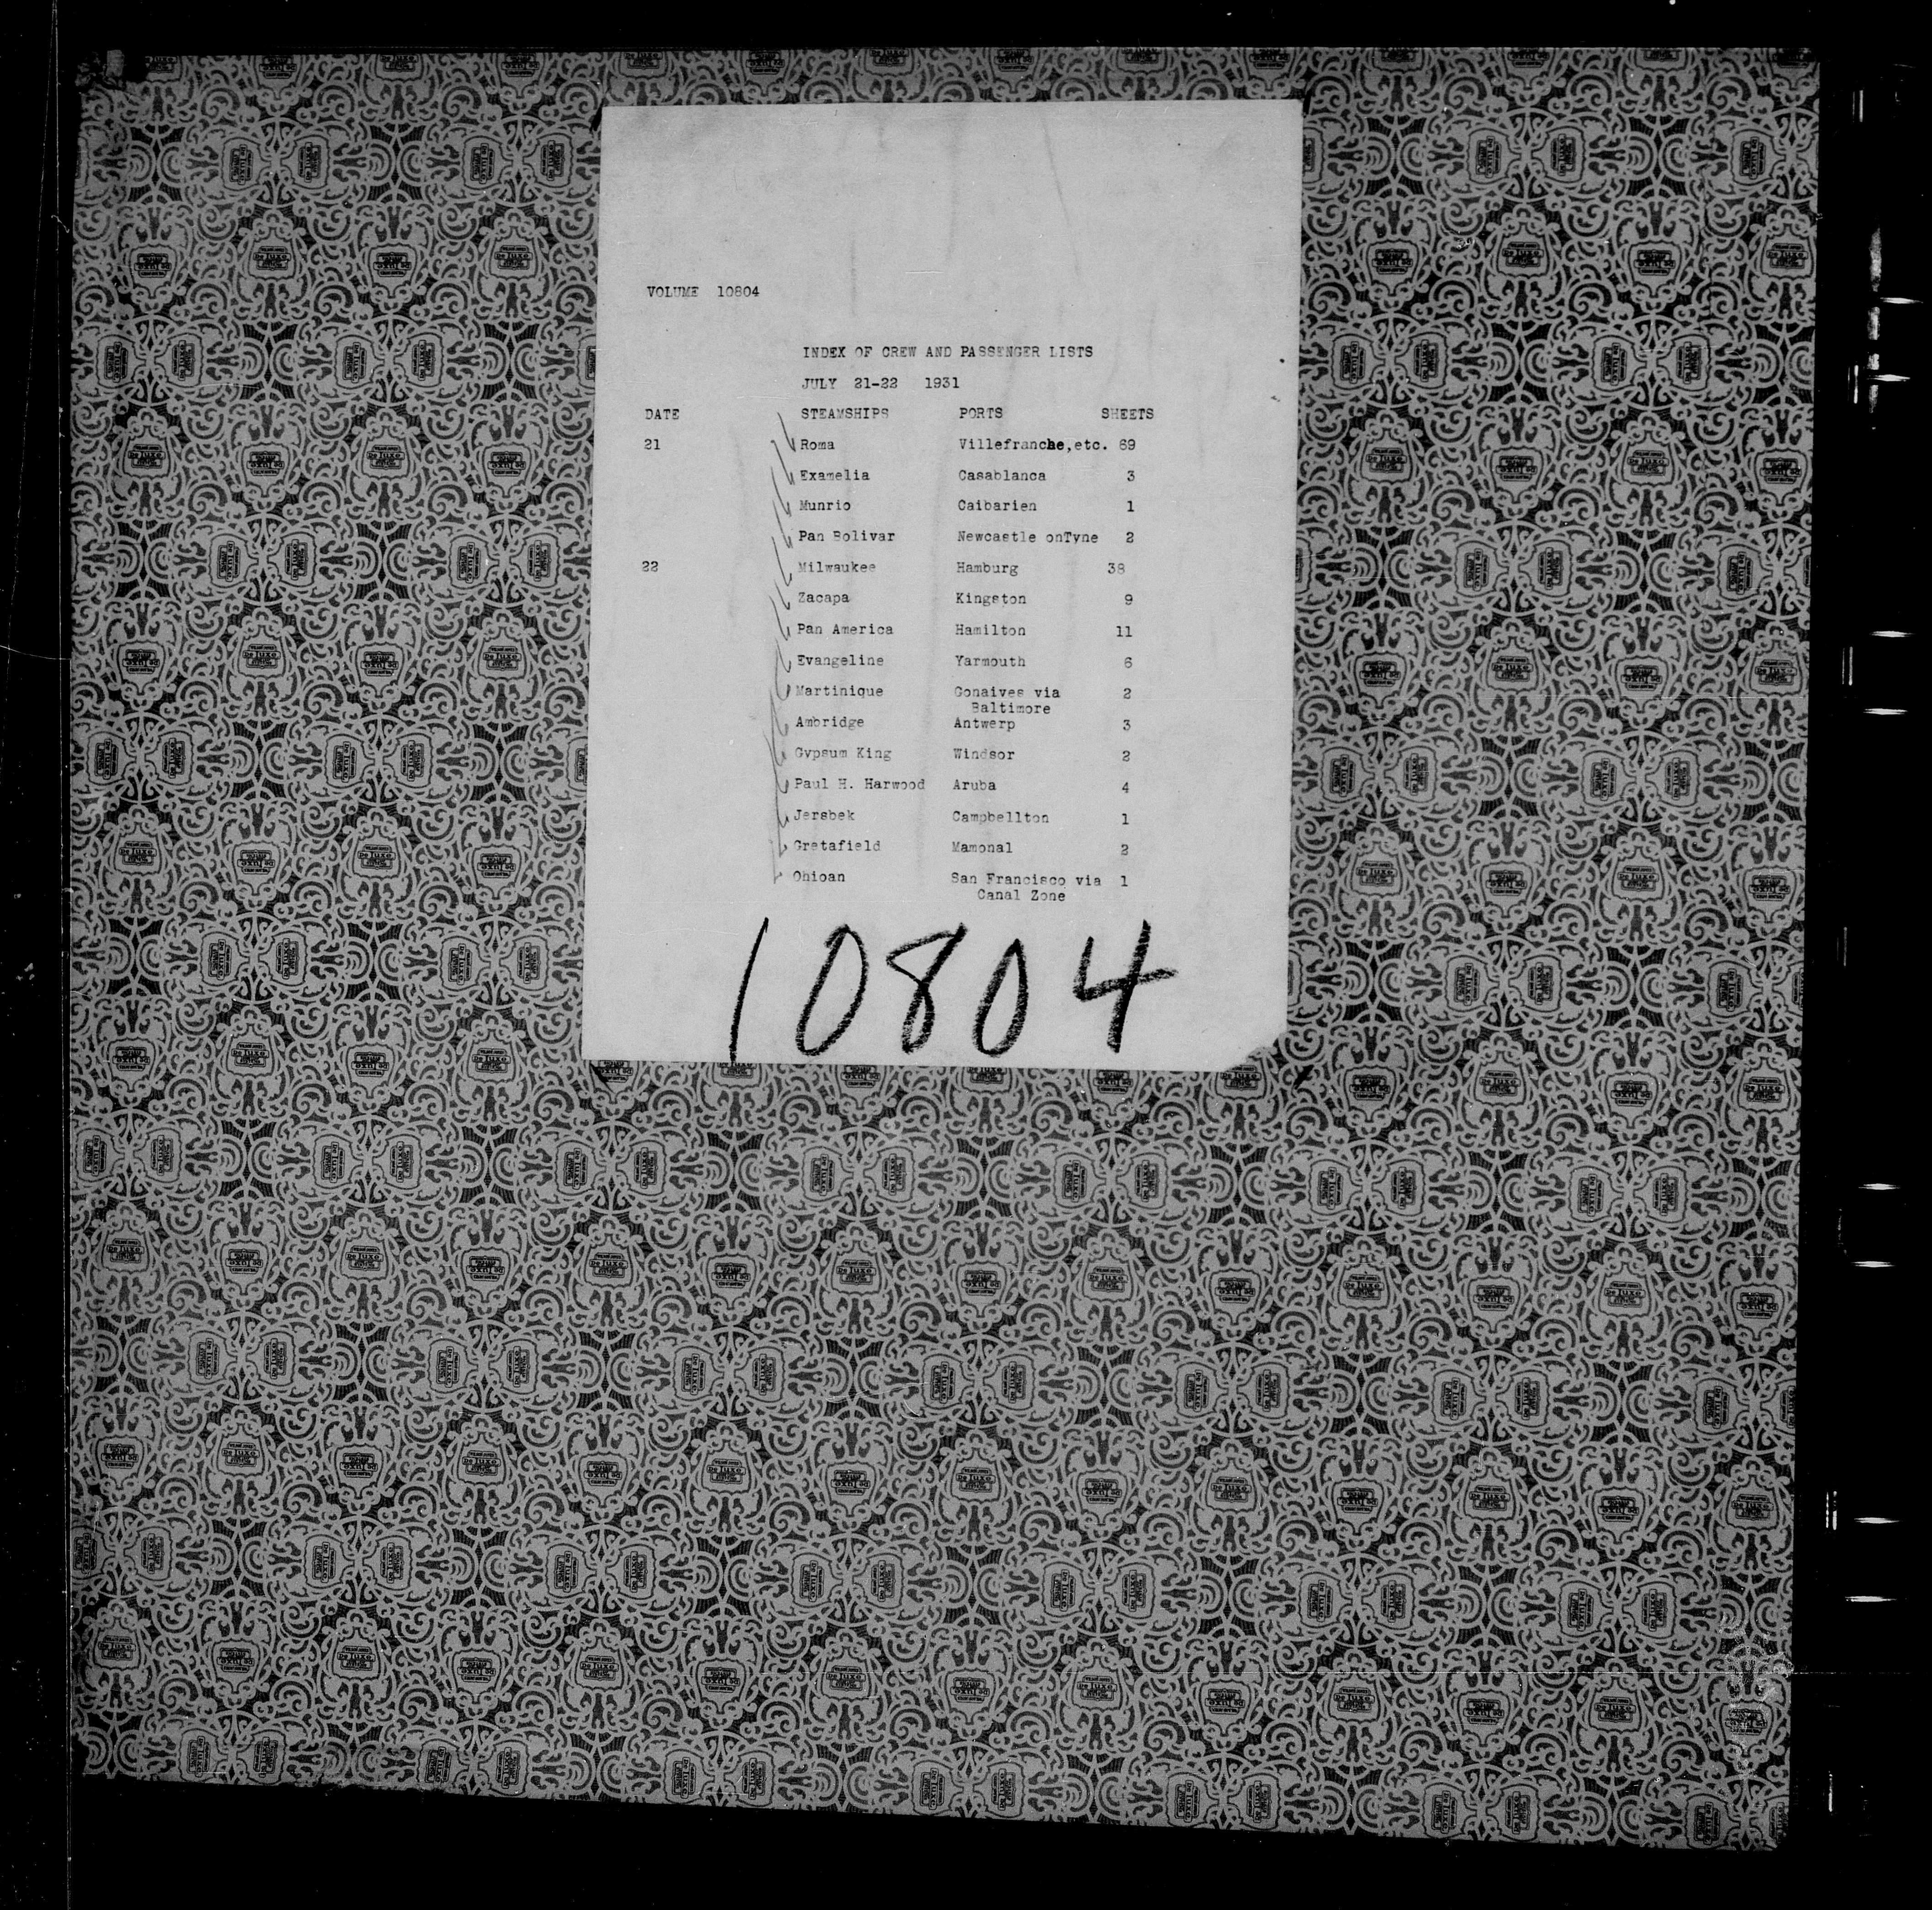 VOLUME 10804
INDEX OF CREW AND PASSENGER LISTS
JULY 21-22 1931
DATE STEAMSHIPS PORTS SHEETS
21 Roma Villefranche,etc. 69
Examelia Casablanca 3
Munrio Caibarien 1
Pan Bolivar Newcastle onTyne 2
22 Milwaukee Hamburg 38
Zacapa Kingston 9
Pan America Hamilton 11
Evangeline Yarmouth 6
Martinique Gonaives via 2
Baltimore
Ambridge Antwerp 3
Gypsum King Windsor 2
Paul H. Harwood Aruba 4
Jersbek Campbellton 1
Gretafield Mamonal 2
Ohioan San Francisco via 1
Canal Zone
10804